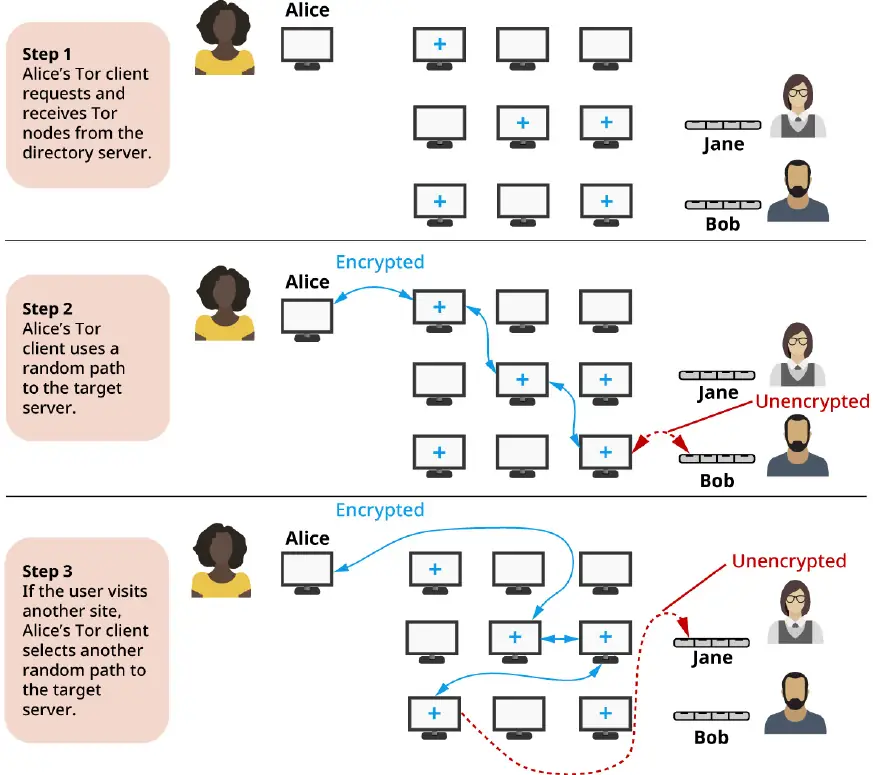 Alice
Step 1
Alice's Tor client
requests and
receives Tor
nodes from the
directory server.
Jane
Bob
Encrypted
Alice
Step 2
Alice's Tor
client uses a
random path
to the target
server.
Jane
Unencrypted
Bob
Encrypted
Alice
Step 3
If the user visits
another site,
Alice's Tor client
selects another
random path to
the target
server.
Unencrypted
Jane
Bob